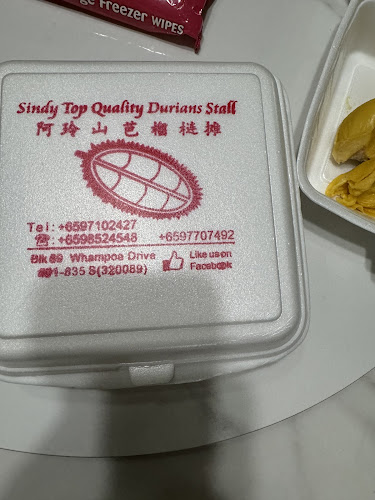 ge Freezer WIPES
Sindy Top Quality Durians Stall
阿玲山芭榴梿摊
Tel: +6597102427
☎: +6598524548 +6597707492
Blk 89 Whampoa Drive
#01-835 S(320089)
Like us on
Facebook